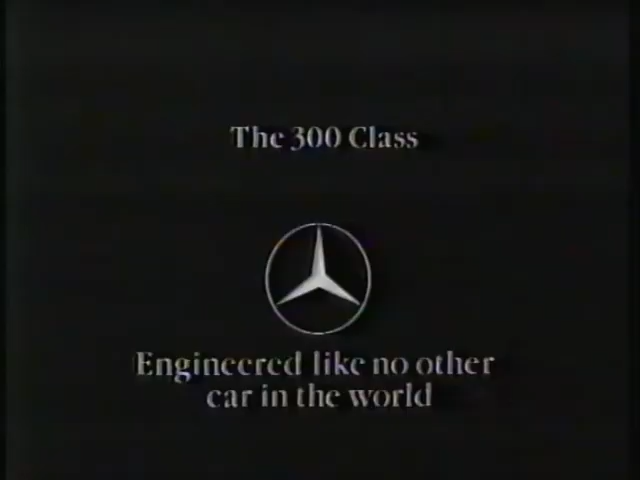 The 300 Class
Engineered like no other
car in the world